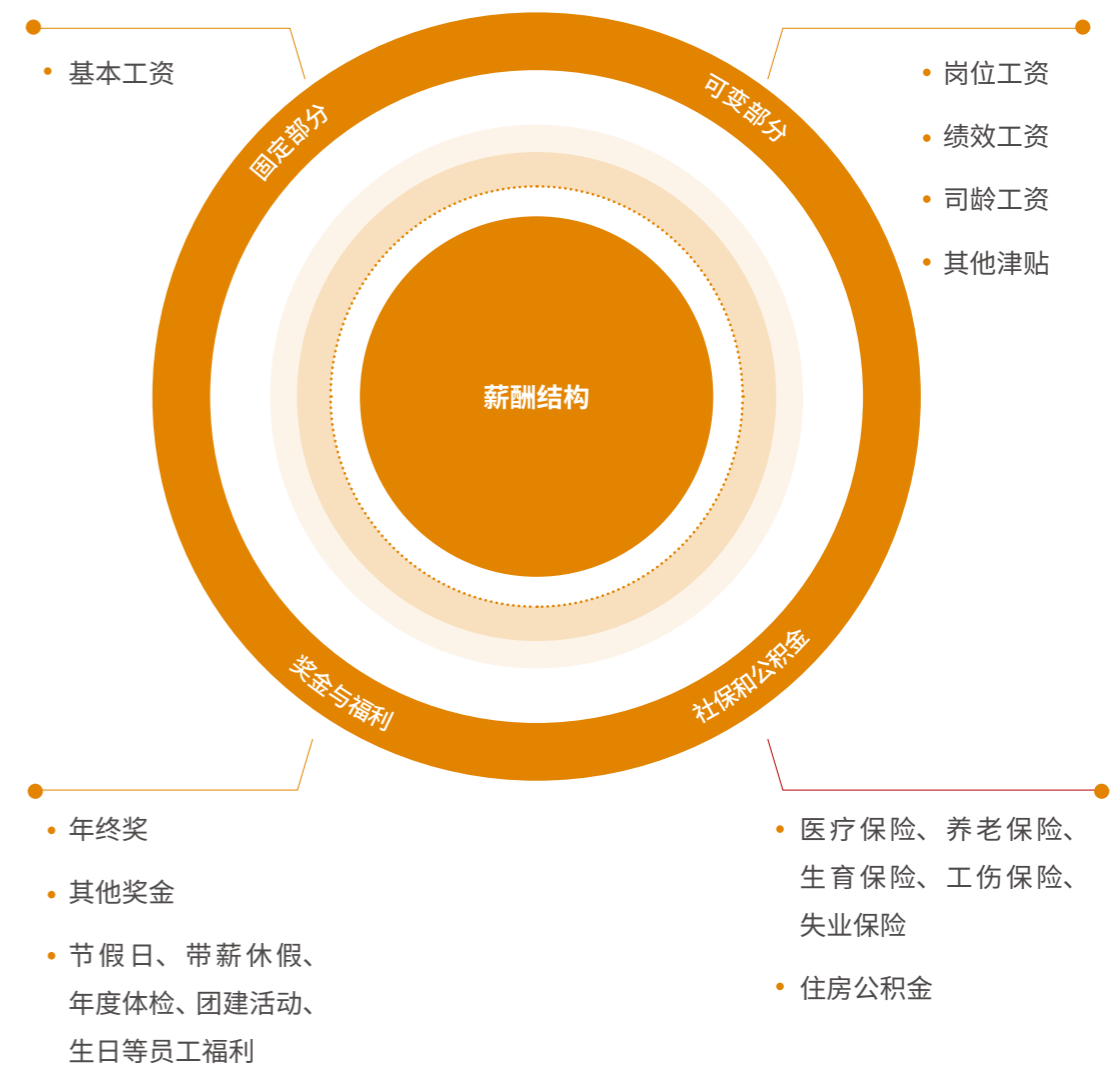 固定部分
基本工资
可变部分
岗位工资
绩效工资
司龄工资
其他津贴
薪酬结构
奖金与福利
年终奖
其他奖金
节假日、带薪休假、
年度体检、团建活动、
生日等员工福利
社保和公积金
医疗保险、养老保险、
生育保险、工伤保险、
失业保险
住房公积金